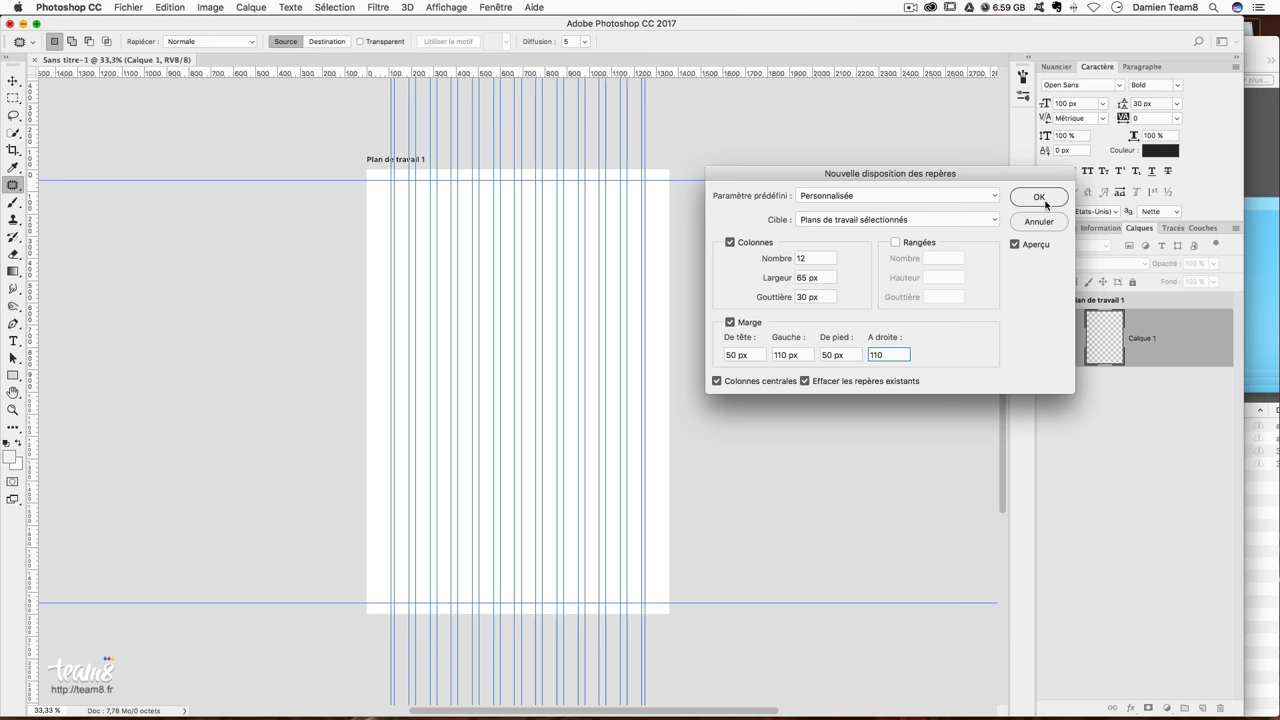 Photoshop CC Fichier Edition Image Calque Texte Sélection Filtre 3D Affichage Fenêtre Aide 6.59 GB Damien Team8
Adobe Photoshop CC 2017
Rapiécer : Normale Source Destination Transparent Utiliser le motif Diffusion : 5
Sans titre-1 @ 33,3% (Calque 1, RVB/8)
Plan de travail 1
Nuancier Caractère Paragraphe
Open Sans Bold
100 px 30 px
Métrique 0
100 % 100 %
0 px Couleur :
Etats-Unis) Nette
Information Calques Tracés Couches
Opacité : 100 %
Fond : 100 %
Plan de travail 1
Calque 1
Nouvelle disposition des repères
Paramètre prédéfini : Personnalisée OK
Cible : Plans de travail sélectionnés Annuler
Colonnes Rangées Aperçu
Nombre 12 Nombre
Largeur 65 px Hauteur
Gouttière 30 px Gouttière
Marge
De tête : Gauche : De pied : A droite :
50 px 110 px 50 px 110
Colonnes centrales Effacer les repères existants
team8
http://team8.fr
33,33% Doc : 7,78 Mo/0 octets